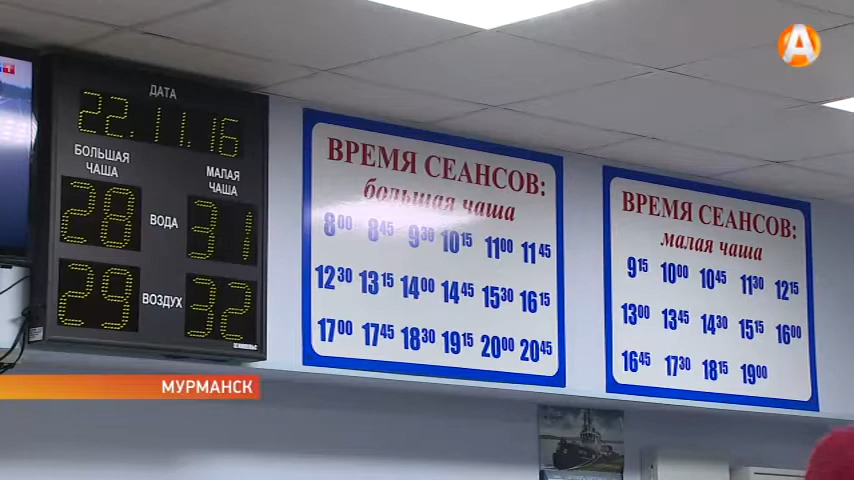 А
ДАТА
22.11.16
БОЛЬШАЯ
ЧАША
МАЛАЯ
ЧАША
28 ВОДА 31
29 ВОЗДУХ 32
ВРЕМЯ СЕАНСОВ:
большая чаша
8⁰⁰ 8⁴⁵ 9³⁰ 10¹⁵ 11⁰⁰ 11⁴⁵
12³⁰ 13¹⁵ 14⁰⁰ 14⁴⁵ 15³⁰ 16¹⁵
17⁰⁰ 17⁴⁵ 18³⁰ 19¹⁵ 20⁰⁰ 20⁴⁵
ВРЕМЯ СЕАНСОВ:
малая чаша
9¹⁵ 10⁰⁰ 10⁴⁵ 11³⁰ 12¹⁵
13⁰⁰ 13⁴⁵ 14³⁰ 15¹⁵ 16⁰⁰
16⁴⁵ 17³⁰ 18¹⁵ 19⁰⁰
МУРМАНСК